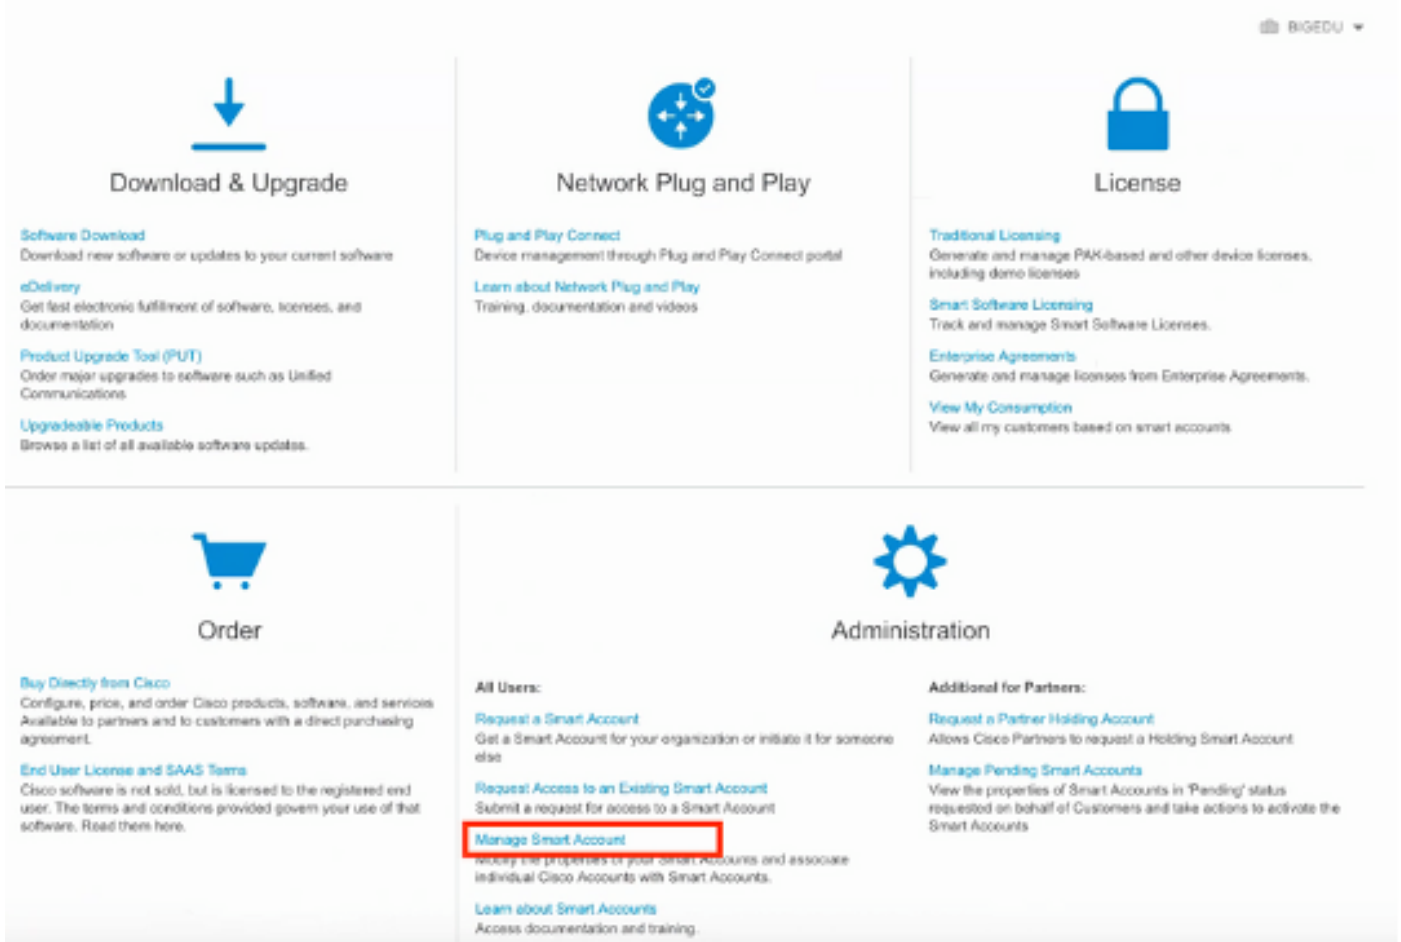 BIGEDU
Download & Upgrade
Software Download
Download new software or updates to your current software
eDelivery
Get fast electronic fulfillment of software, licenses, and
documentation
Product Upgrade Tool (PUT)
Order major upgrades to software such as Unified
Communications
Upgradeable Products
Browse a list of all available software updates.
Network Plug and Play
Plug and Play Connect
Device management through Plug and Play Connect portal
Learn about Network Plug and Play
Training, documentation and videos
License
Traditional Licensing
Generate and manage PAK-based and other device licenses,
including demo licenses
Smart Software Licensing
Track and manage Smart Software Licenses.
Enterprise Agreements
Generate and manage licenses from Enterprise Agreements.
View My Consumption
View all my customers based on smart accounts
Order
Buy Directly from Cisco
Configure, price, and order Cisco products, software, and services
Available to partners and to customers with a direct purchasing
agreement.
End User License and SAAS Terms
Cisco software is not sold, but is licensed to the registered end
user. The terms and conditions provided govern your use of that
software. Read them here.
Administration
All Users:
Request a Smart Account
Get a Smart Account for your organization or initiate it for someone
else
Request Access to an Existing Smart Account
Submit a request for access to a Smart Account
Manage Smart Account
Modify the properties of your Smart Accounts and associate
individual Cisco Accounts with Smart Accounts.
Learn about Smart Accounts
Access documentation and training.
Additional for Partners:
Request a Partner Holding Account
Allows Cisco Partners to request a Holding Smart Account
Manage Pending Smart Accounts
View the properties of Smart Accounts in 'Pending' status
requested on behalf of Customers and take actions to activate the
Smart Accounts